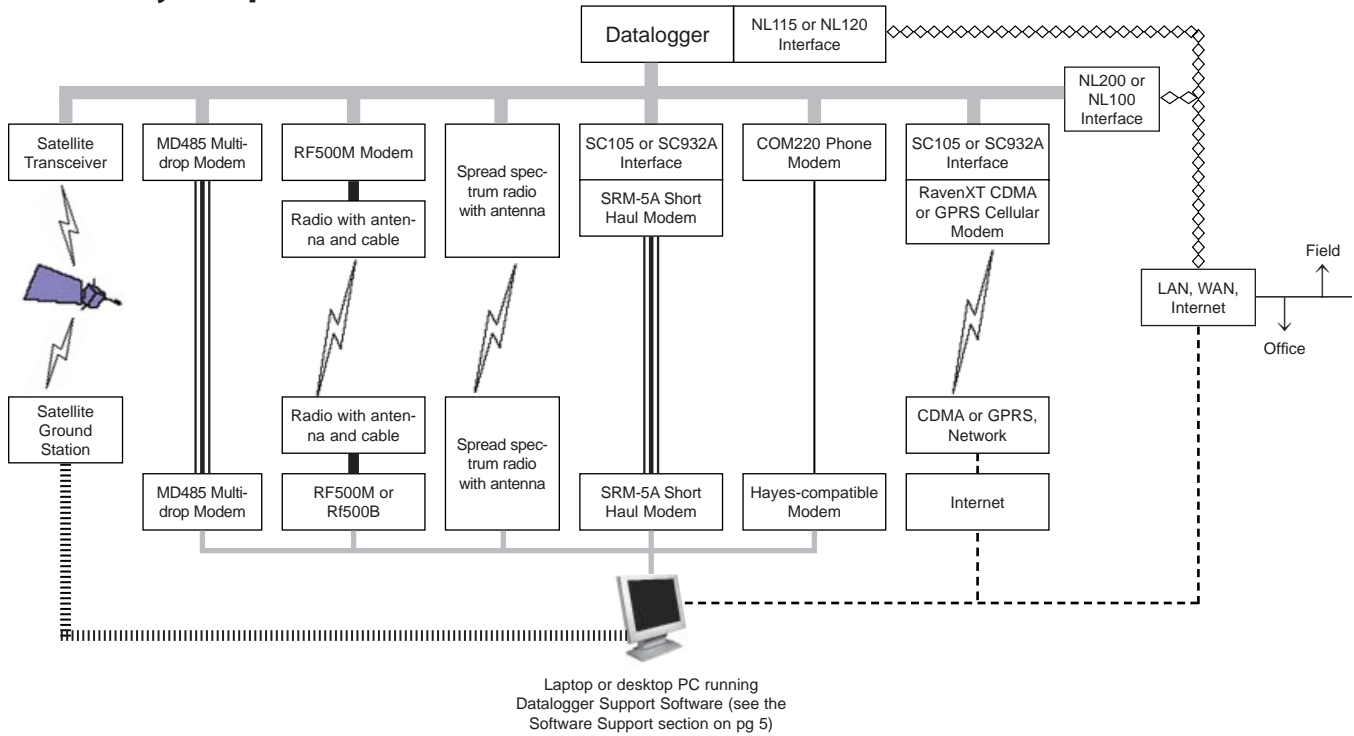 Datalogger
NL115 or NL120
Interface
NL200 or
NL100
Interface
Satellite
Transceiver
MD485 Multi-
drop Modem
RF500M Modem
Radio with anten-
na and cable
Spread spec-
trum radio
with antenna
SC105 or SC932A
Interface
SRM-5A Short
Haul Modem
COM220 Phone
Modem
SC105 or SC932A
Interface
RavenXT CDMA
or GPRS Cellular
Modem
LAN, WAN,
Internet
Field
Office
Satellite
Ground
Station
MD485 Multi-
drop Modem
Radio with anten-
na and cable
RF500M or
Rf500B
Spread spec-
trum radio
with antenna
SRM-5A Short
Haul Modem
Hayes-compatible
Modem
CDMA or GPRS,
Network
Internet
Laptop or desktop PC running
Datalogger Support Software (see the
Software Support section on pg 5)